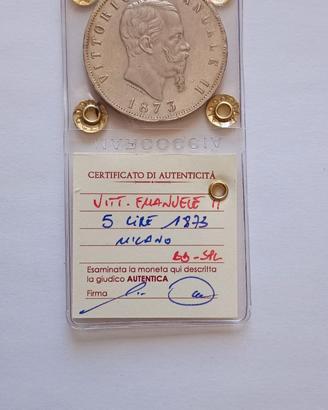 VITTORIO EMANUELE II
1873
MARCOCCIA
CERTIFICATO DI AUTENTICITÀ
VITT. EMANUELE II
5 LIRE 1873
MILANO
BB-SPL
Esaminata la moneta qui descritta
la giudico AUTENTICA
Firma